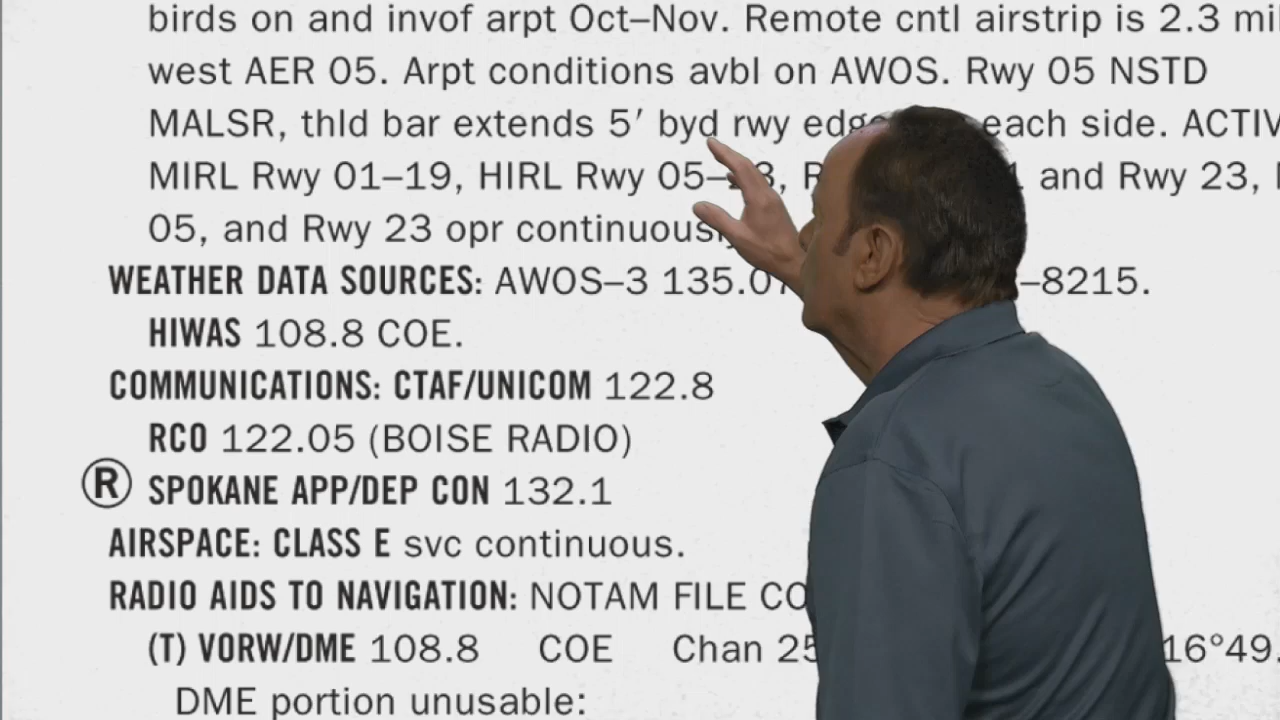 birds on and invof arpt Oct–Nov. Remote cntl airstrip is 2.3
west AER 05. Arpt conditions avbl on AWOS. Rwy 05 NSTD
MALSR, thld bar extends 5′ byd rwy each side.
MIRL Rwy 01–19, HIRL Rwy and Rwy 23,
05, and Rwy 23 opr
WEATHER DATA SOURCES: AWOS–3 –8215.
HIWAS 108.8 COE.
COMMUNICATIONS: CTAF/UNICOM 122.8
RCO 122.05 (BOISE RADIO)
Ⓡ SPOKANE APP/DEP CON 132.1
AIRSPACE: CLASS E svc continuous.
RADIO AIDS TO NAVIGATION: NOTAM FILE
(T) VORW/DME 108.8 COE Chan
DME portion unusable: